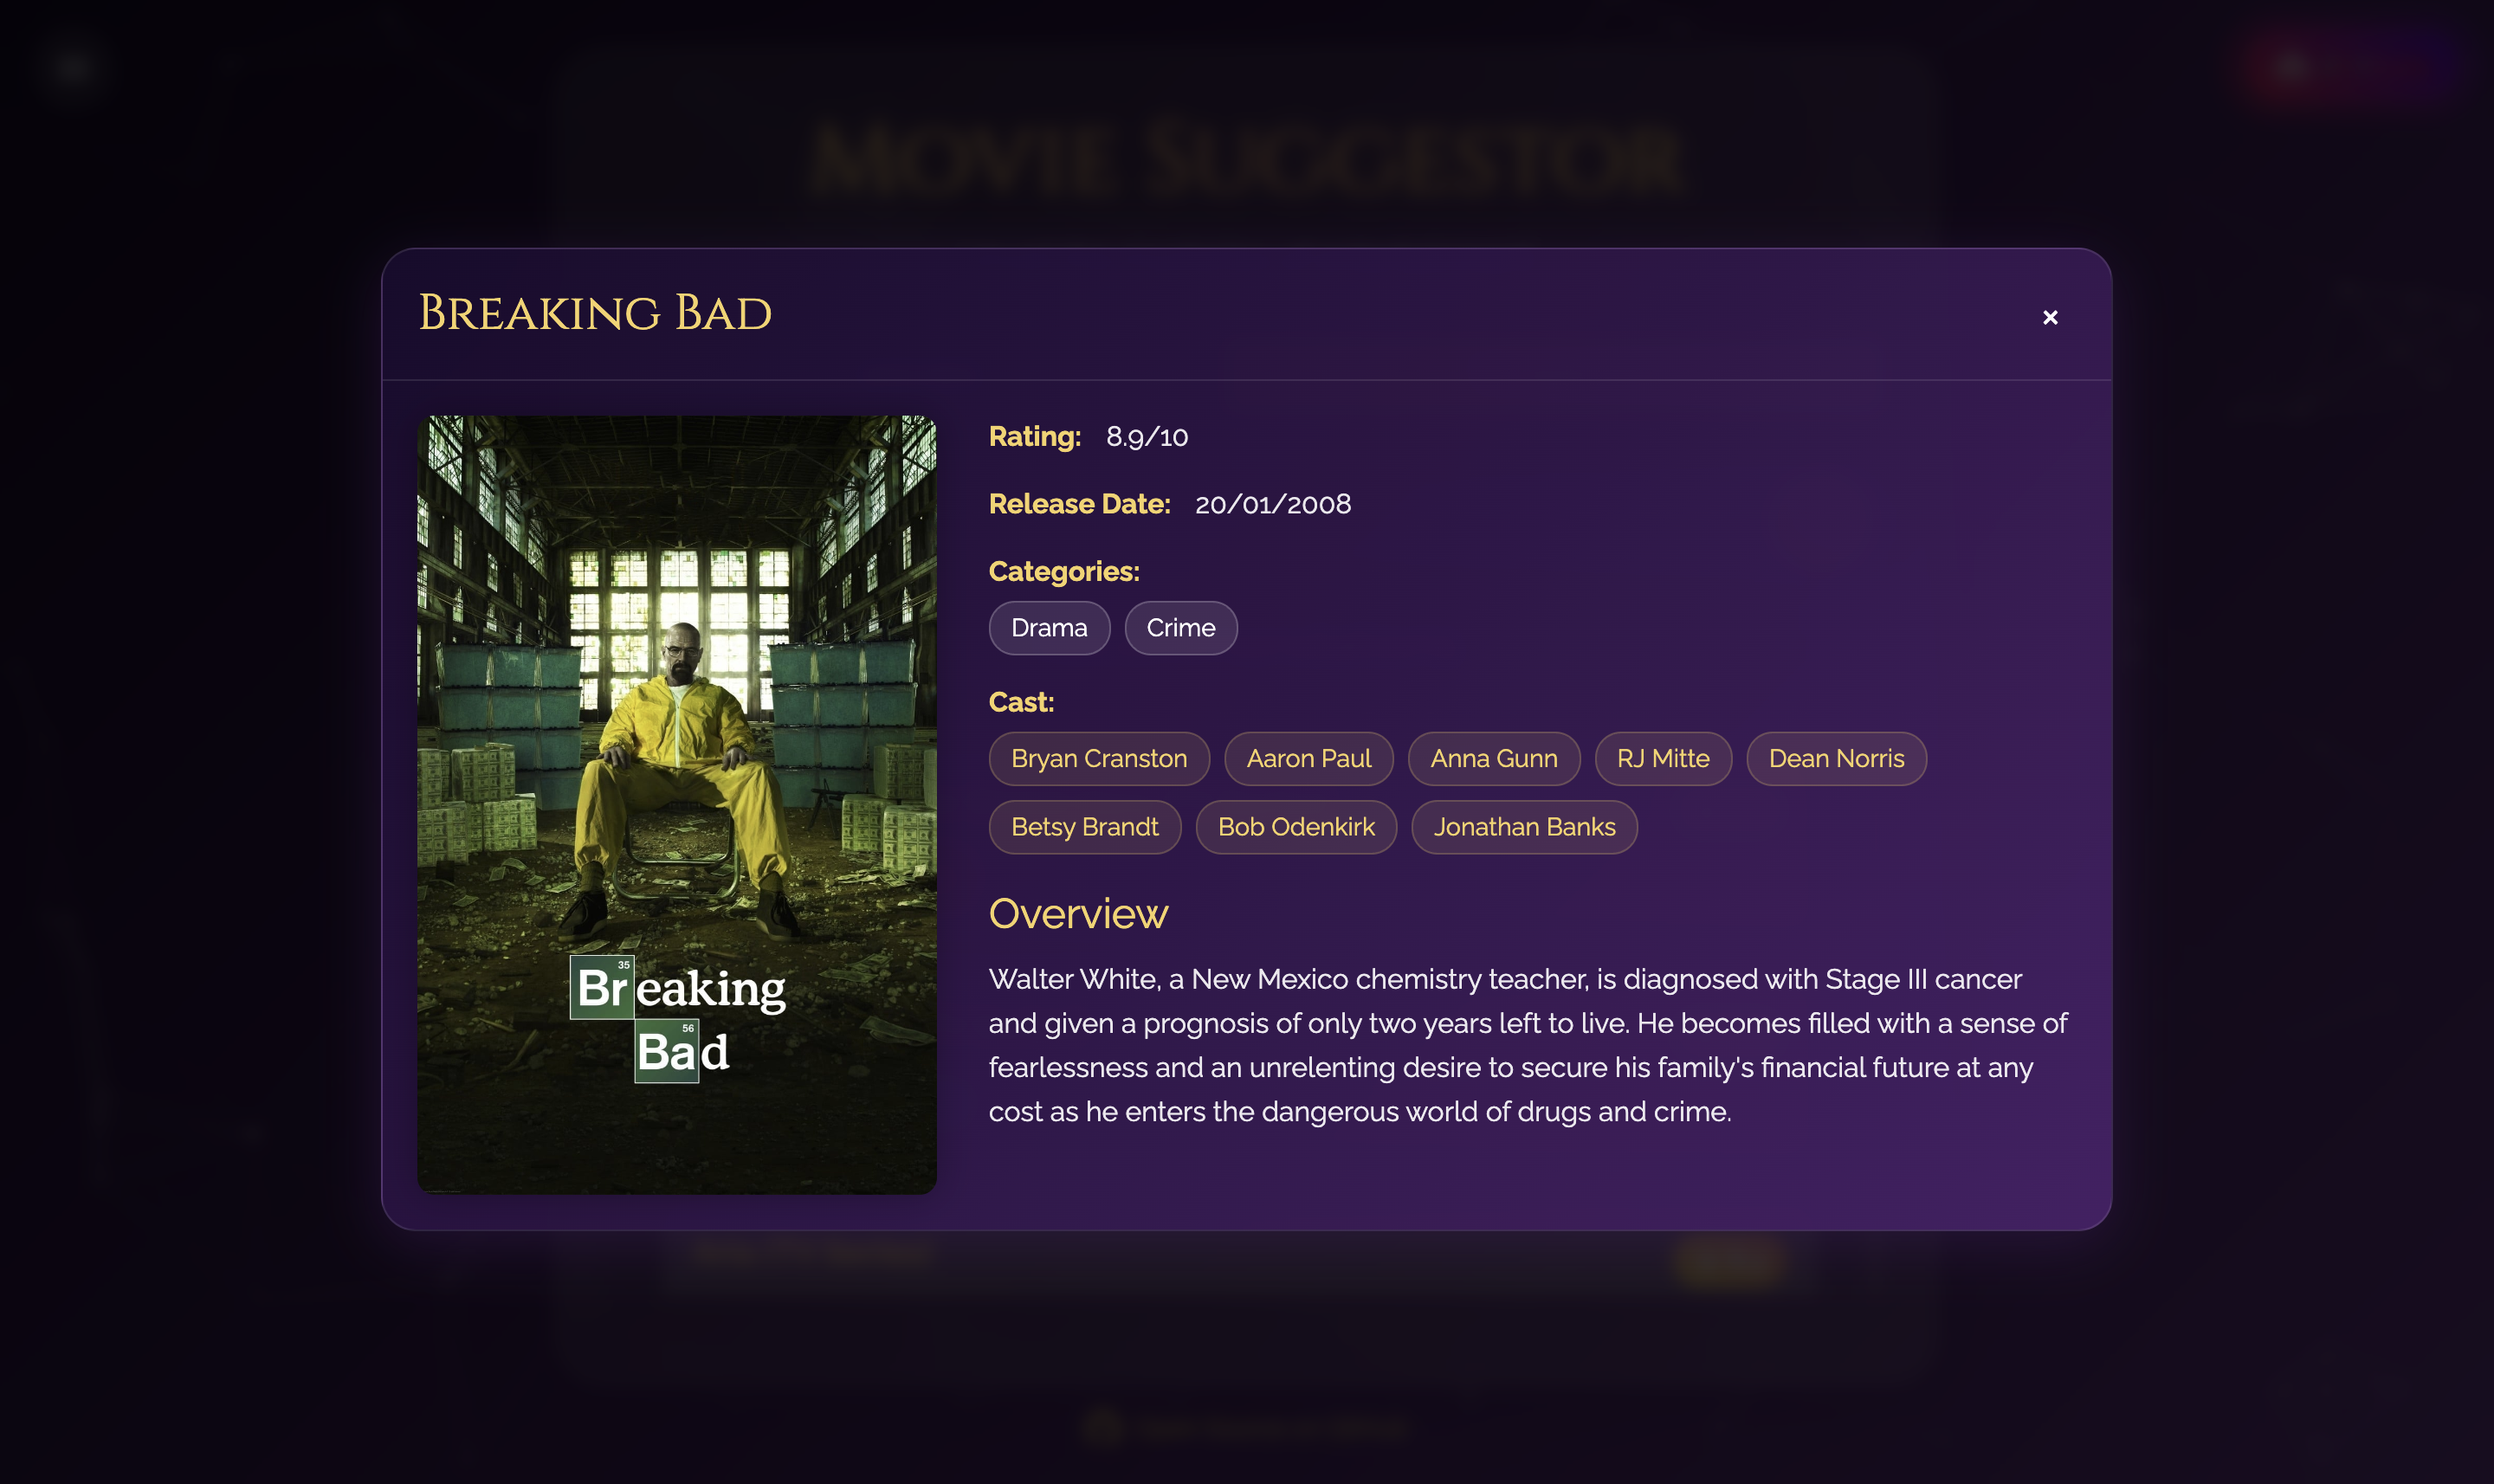 Movie Suggestor
Breaking Bad
×
Rating: 8.9/10
Release Date: 20/01/2008
Categories:
Drama Crime
Cast:
Bryan Cranston Aaron Paul Anna Gunn RJ Mitte Dean Norris
Betsy Brandt Bob Odenkirk Jonathan Banks
35
Breaking
56
Bad
Overview
Walter White, a New Mexico chemistry teacher, is diagnosed with Stage III cancer
and given a prognosis of only two years left to live. He becomes filled with a sense of
fearlessness and an unrelenting desire to secure his family's financial future at any
cost as he enters the dangerous world of drugs and crime.